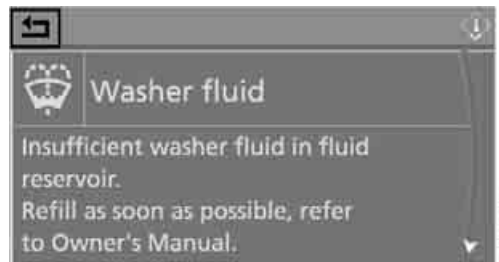 Washer fluid
Insufficient washer fluid in fluid
reservoir.
Refill as soon as possible, refer
to Owner's Manual.